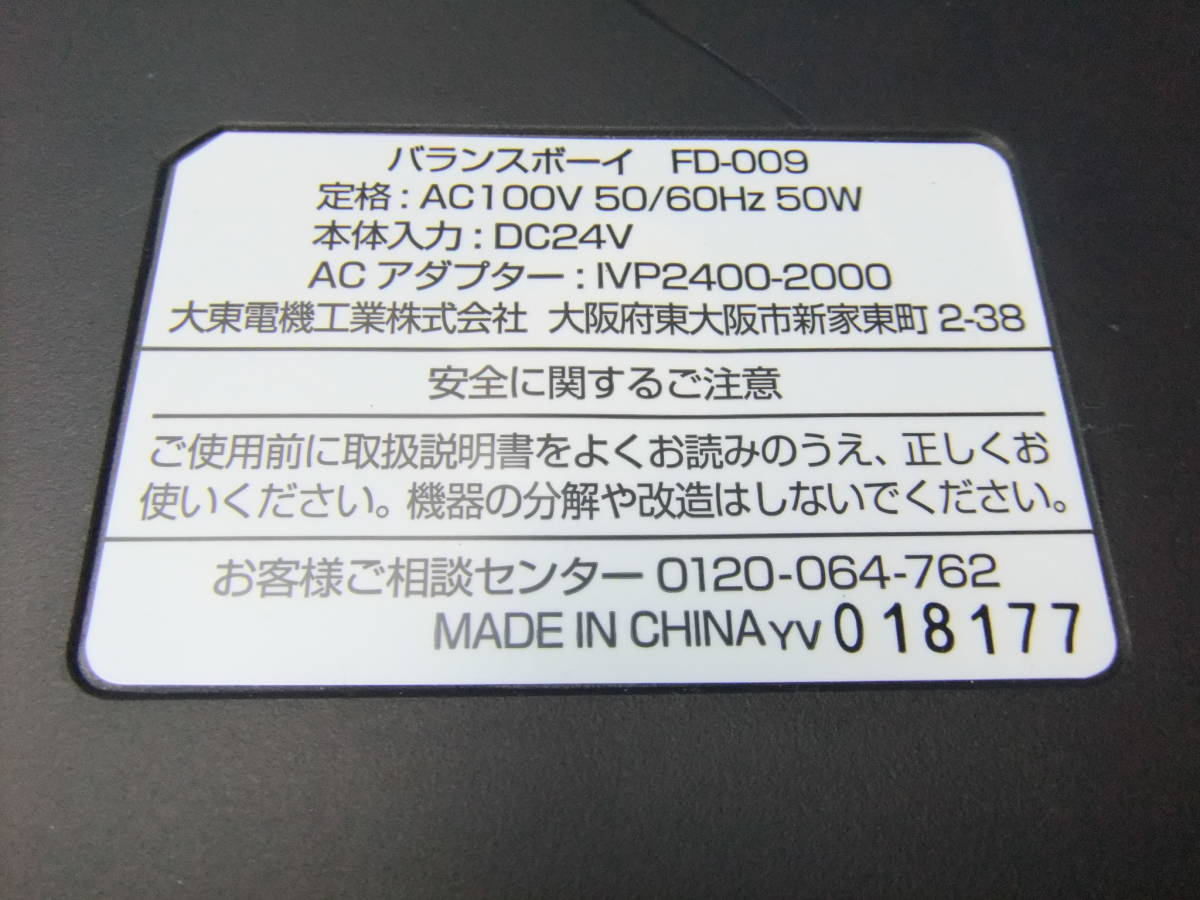 バランスボーイ FD-009
定格:AC100V 50/60Hz 50W
本体入力:DC24V
ACアダプター:IVP2400-2000
大東電機工業株式会社 大阪府東大阪市新家東町2-38
安全に関するご注意
ご使用前に取扱説明書をよくお読みのうえ、正しくお
使いください。機器の分解や改造はしないでください。
お客様ご相談センター 0120-064-762
MADE IN CHINA YV 018177